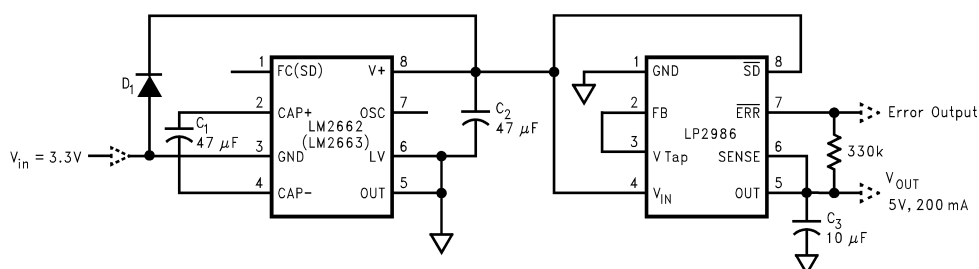 D1
Vin = 3.3V
C1
47 µF
1
FC(SD)
2
CAP+
3
GND
4
CAP-
LM2662
(LM2663)
V+
8
OSC
7
LV
6
OUT
5
C2
47 µF
1
GND
2
FB
3
V Tap
4
VIN
LP2986
SD
8
ERR
7
SENSE
6
OUT
5
Error Output
330k
VOUT
5V, 200 mA
C3
10 µF